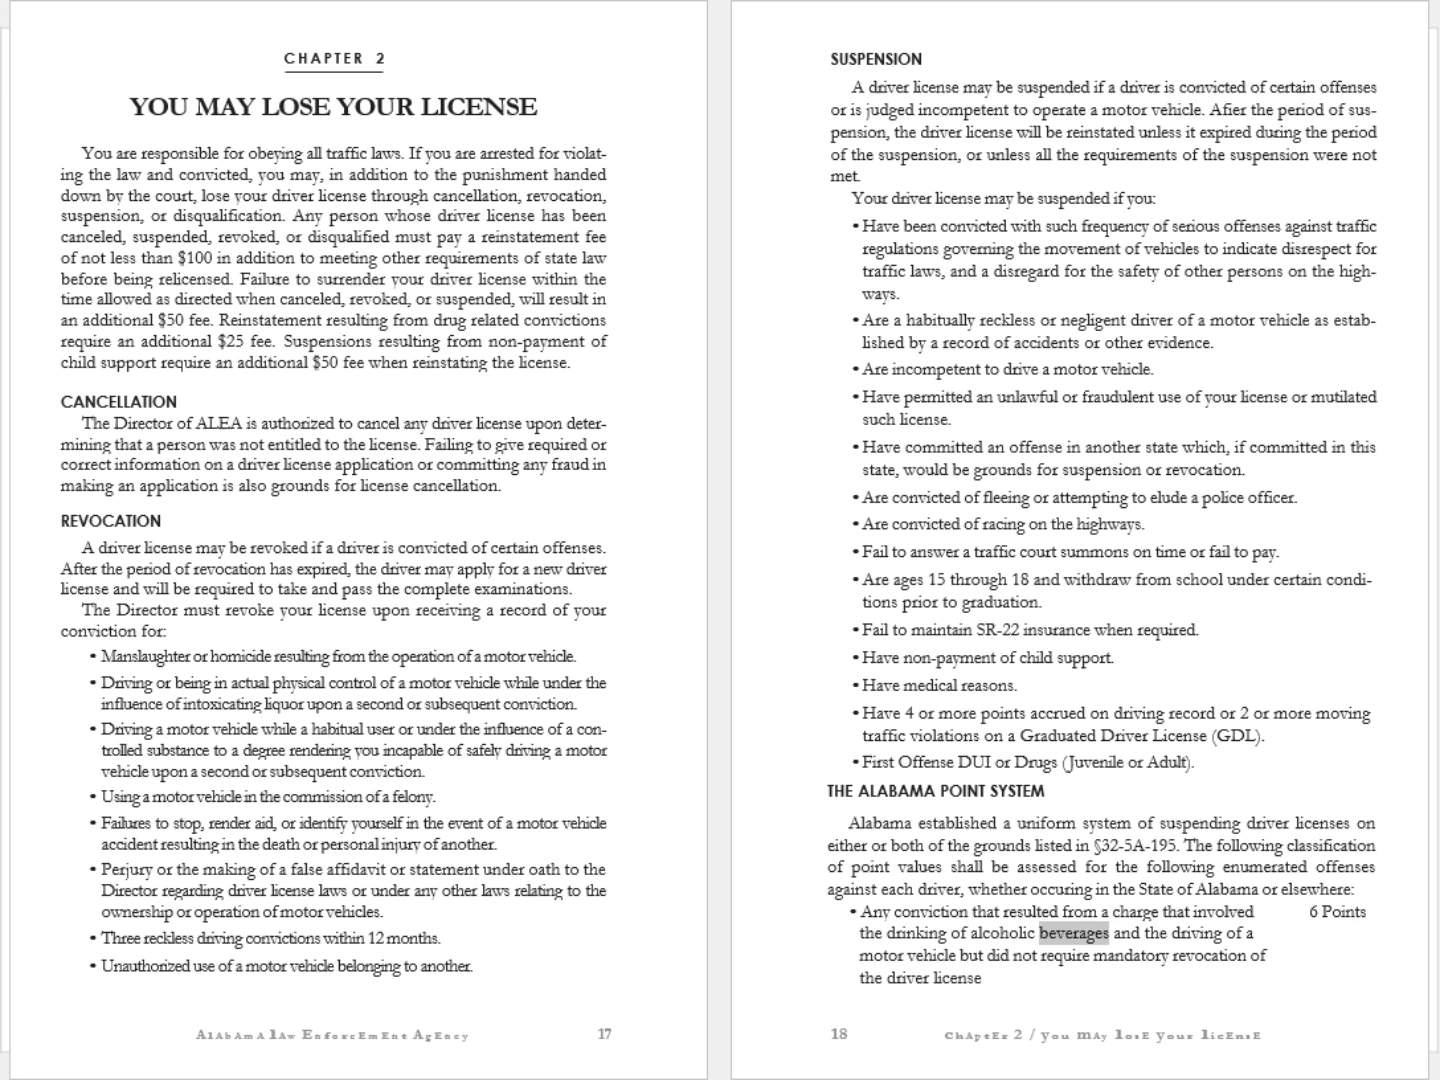 CHAPTER 2
YOU MAY LOSE YOUR LICENSE
You are responsible for obeying all traffic laws. If you are arrested for violat-
ing the law and convicted, you may, in addition to the punishment handed
down by the court, lose your driver license through cancellation, revocation,
suspension, or disqualification. Any person whose driver license has been
canceled, suspended, revoked, or disqualified must pay a reinstatement fee
of not less than $100 in addition to meeting other requirements of state law
before being relicensed. Failure to surrender your driver license within the
time allowed as directed when canceled, revoked, or suspended, will result in
an additional $50 fee. Reinstatement resulting from drug related convictions
require an additional $25 fee. Suspensions resulting from non-payment of
child support require an additional $50 fee when reinstating the license.
CANCELLATION
The Director of ALEA is authorized to cancel any driver license upon deter-
mining that a person was not entitled to the license. Failing to give required or
correct information on a driver license application or committing any fraud in
making an application is also grounds for license cancellation.
REVOCATION
A driver license may be revoked if a driver is convicted of certain offenses.
After the period of revocation has expired, the driver may apply for a new driver
license and will be required to take and pass the complete examinations.
The Director must revoke your license upon receiving a record of your
conviction for:
• Manslaughter or homicide resulting from the operation of a motor vehicle.
• Driving or being in actual physical control of a motor vehicle while under the
influence of intoxicating liquor upon a second or subsequent conviction.
• Driving a motor vehicle while a habitual user or under the influence of a con-
trolled substance to a degree rendering you incapable of safely driving a motor
vehicle upon a second or subsequent conviction.
• Using a motor vehicle in the commission of a felony.
• Failures to stop, render aid, or identify yourself in the event of a motor vehicle
accident resulting in the death or personal injury of another.
• Perjury or the making of a false affidavit or statement under oath to the
Director regarding driver license laws or under any other laws relating to the
ownership or operation of motor vehicles.
• Three reckless driving convictions within 12 months.
• Unauthorized use of a motor vehicle belonging to another.
Alabama Law Enforcement Agency 17
SUSPENSION
A driver license may be suspended if a driver is convicted of certain offenses
or is judged incompetent to operate a motor vehicle. Afier the period of sus-
pension, the driver license will be reinstated unless it expired during the period
of the suspension, or unless all the requirements of the suspension were not
met.
Your driver license may be suspended if you:
• Have been convicted with such frequency of serious offenses against traffic
regulations governing the movement of vehicles to indicate disrespect for
traffic laws, and a disregard for the safety of other persons on the high-
ways.
• Are a habitually reckless or negligent driver of a motor vehicle as estab-
lished by a record of accidents or other evidence.
• Are incompetent to drive a motor vehicle.
• Have permitted an unlawful or fraudulent use of your license or mutilated
such license.
• Have committed an offense in another state which, if committed in this
state, would be grounds for suspension or revocation.
• Are convicted of fleeing or attempting to elude a police officer.
• Are convicted of racing on the highways.
• Fail to answer a traffic court summons on time or fail to pay.
• Are ages 15 through 18 and withdraw from school under certain condi-
tions prior to graduation.
• Fail to maintain SR-22 insurance when required.
• Have non-payment of child support.
• Have medical reasons.
• Have 4 or more points accrued on driving record or 2 or more moving
traffic violations on a Graduated Driver License (GDL).
• First Offense DUI or Drugs (Juvenile or Adult).
THE ALABAMA POINT SYSTEM
Alabama established a uniform system of suspending driver licenses on
either or both of the grounds listed in §32-5A-195. The following classification
of point values shall be assessed for the following enumerated offenses
against each driver, whether occuring in the State of Alabama or elsewhere:
• Any conviction that resulted from a charge that involved 6 Points
the drinking of alcoholic beverages and the driving of a
motor vehicle but did not require mandatory revocation of
the driver license
18 Chapter 2 / you may lose your license